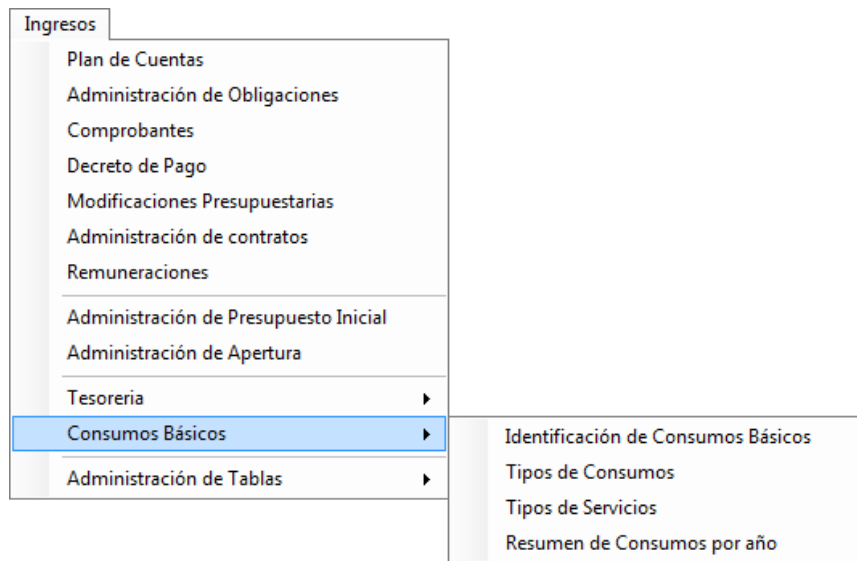 Ingresos
Plan de Cuentas
Administración de Obligaciones
Comprobantes
Decreto de Pago
Modificaciones Presupuestarias
Administración de contratos
Remuneraciones
Administración de Presupuesto Inicial
Administración de Apertura
Tesoreria
Consumos Básicos
Administración de Tablas
Identificación de Consumos Básicos
Tipos de Consumos
Tipos de Servicios
Resumen de Consumos por año